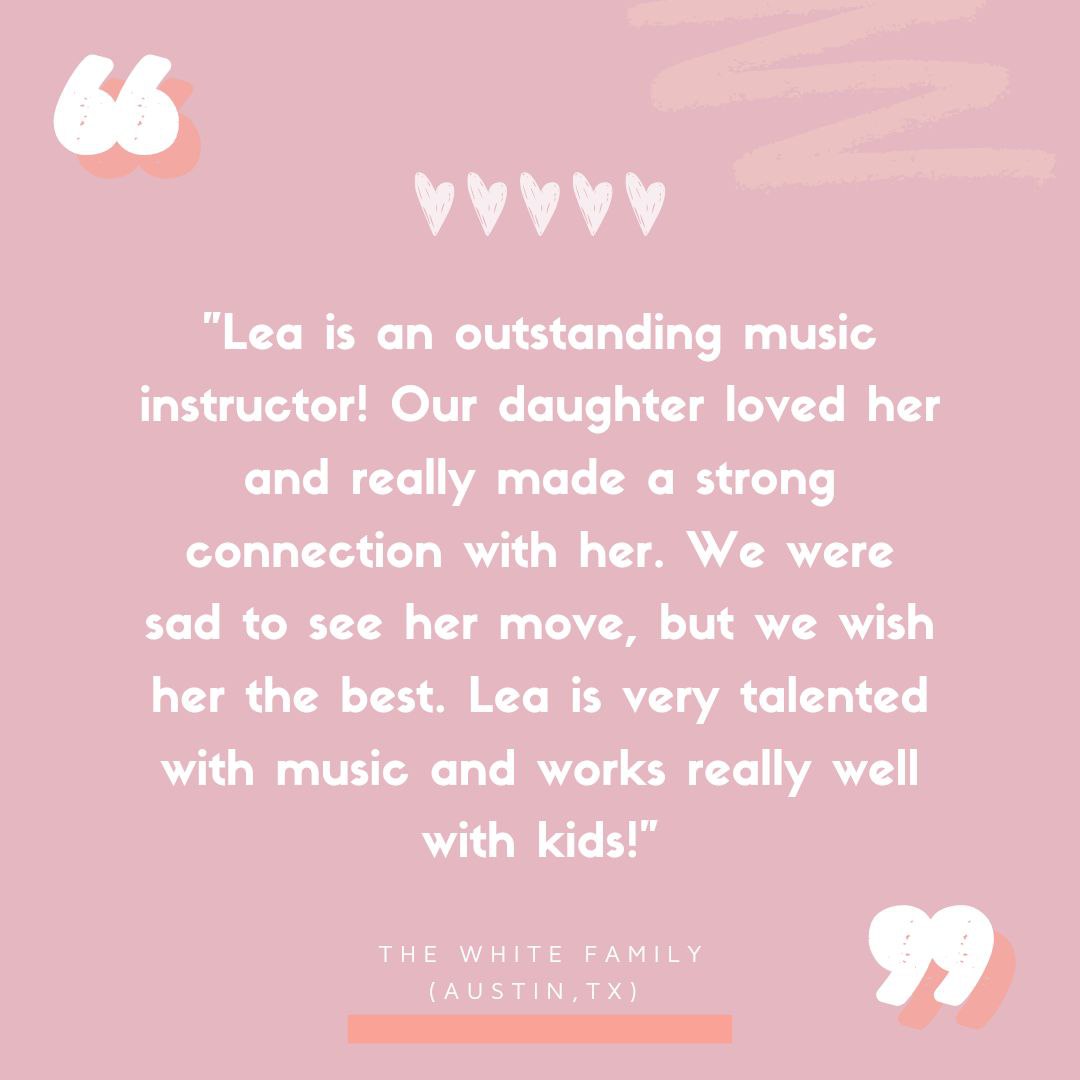 "Lea is an outstanding music
instructor! Our daughter loved her
and really made a strong
connection with her. We were
sad to see her move, but we wish
her the best. Lea is very talented
with music and works really well
with kids!"
THE WHITE FAMILY
(AUSTIN,TX)